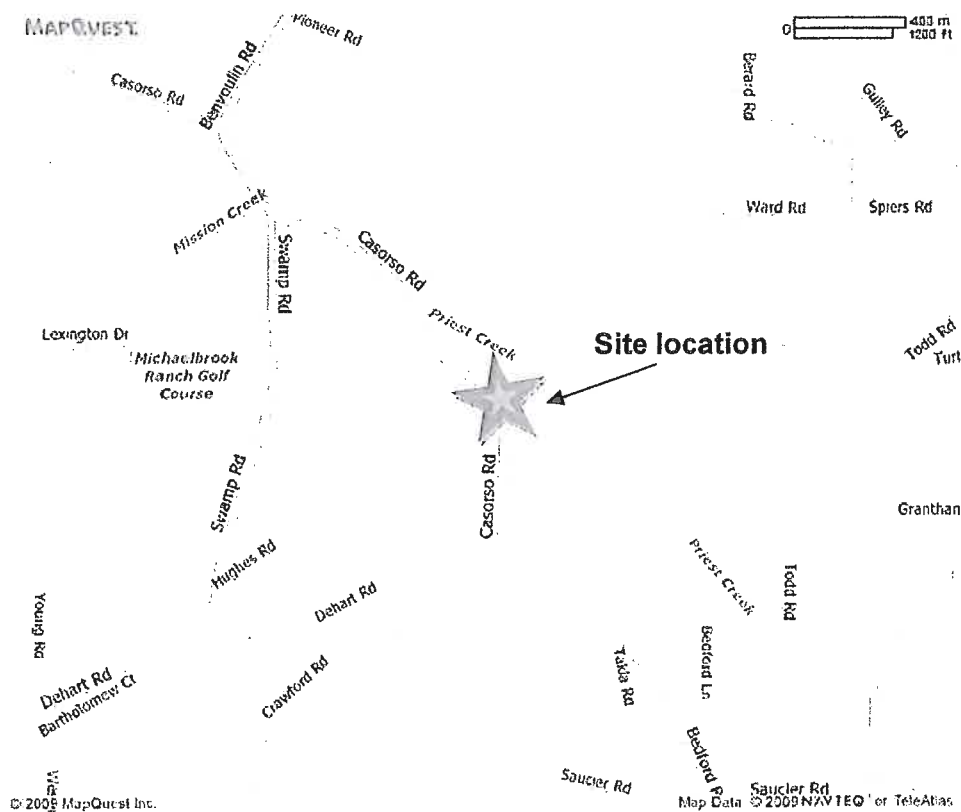 MAPQUEST
Pioneer Rd
400 m
0
1200 ft
Casorso Rd
Benvoulin Rd
Berard Rd
Gulley Rd
Mission Creek
Ward Rd
Spiers Rd
Swamp Rd
Casorso Rd
Priest Creek
Lexington Dr
Michaelbrook
Ranch Golf
Course
Site location
Todd Rd
Turt
Casorso Rd
Swamp Rd
Grantham
Hughes Rd
Priest Creek
Todd Rd
Young Rd
Dehart Rd
Bedford Ln
Takla Rd
Dehart Rd
Bartholomew Ct
Crawford Rd
Bedford R
Saucier Rd
Saucier Rd
We
© 2009 MapQuest Inc.
Map Data © 2009 NAVTEQ or TeleAtlas